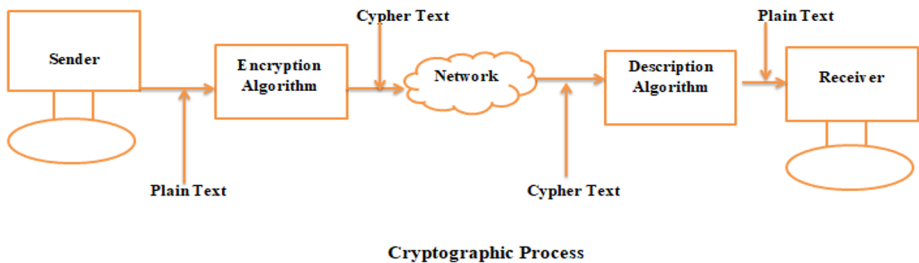 Cypher Text
Plain Text
Sender
Encryption
Algorithm
Network
Description
Algorithm
Receiver
Plain Text
Cypher Text
Cryptographic Process